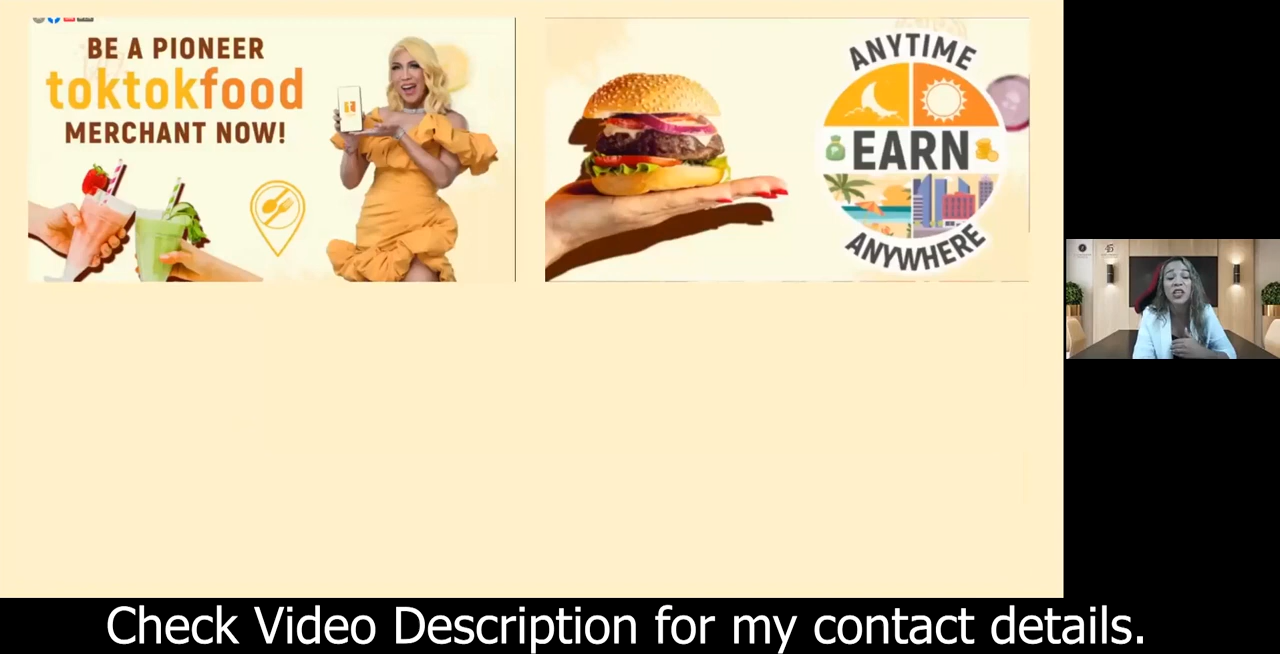 BE A PIONEER
toktokfood
MERCHANT NOW!
ANYTIME
EARN
ANYWHERE
Check Video Description for my contact details.